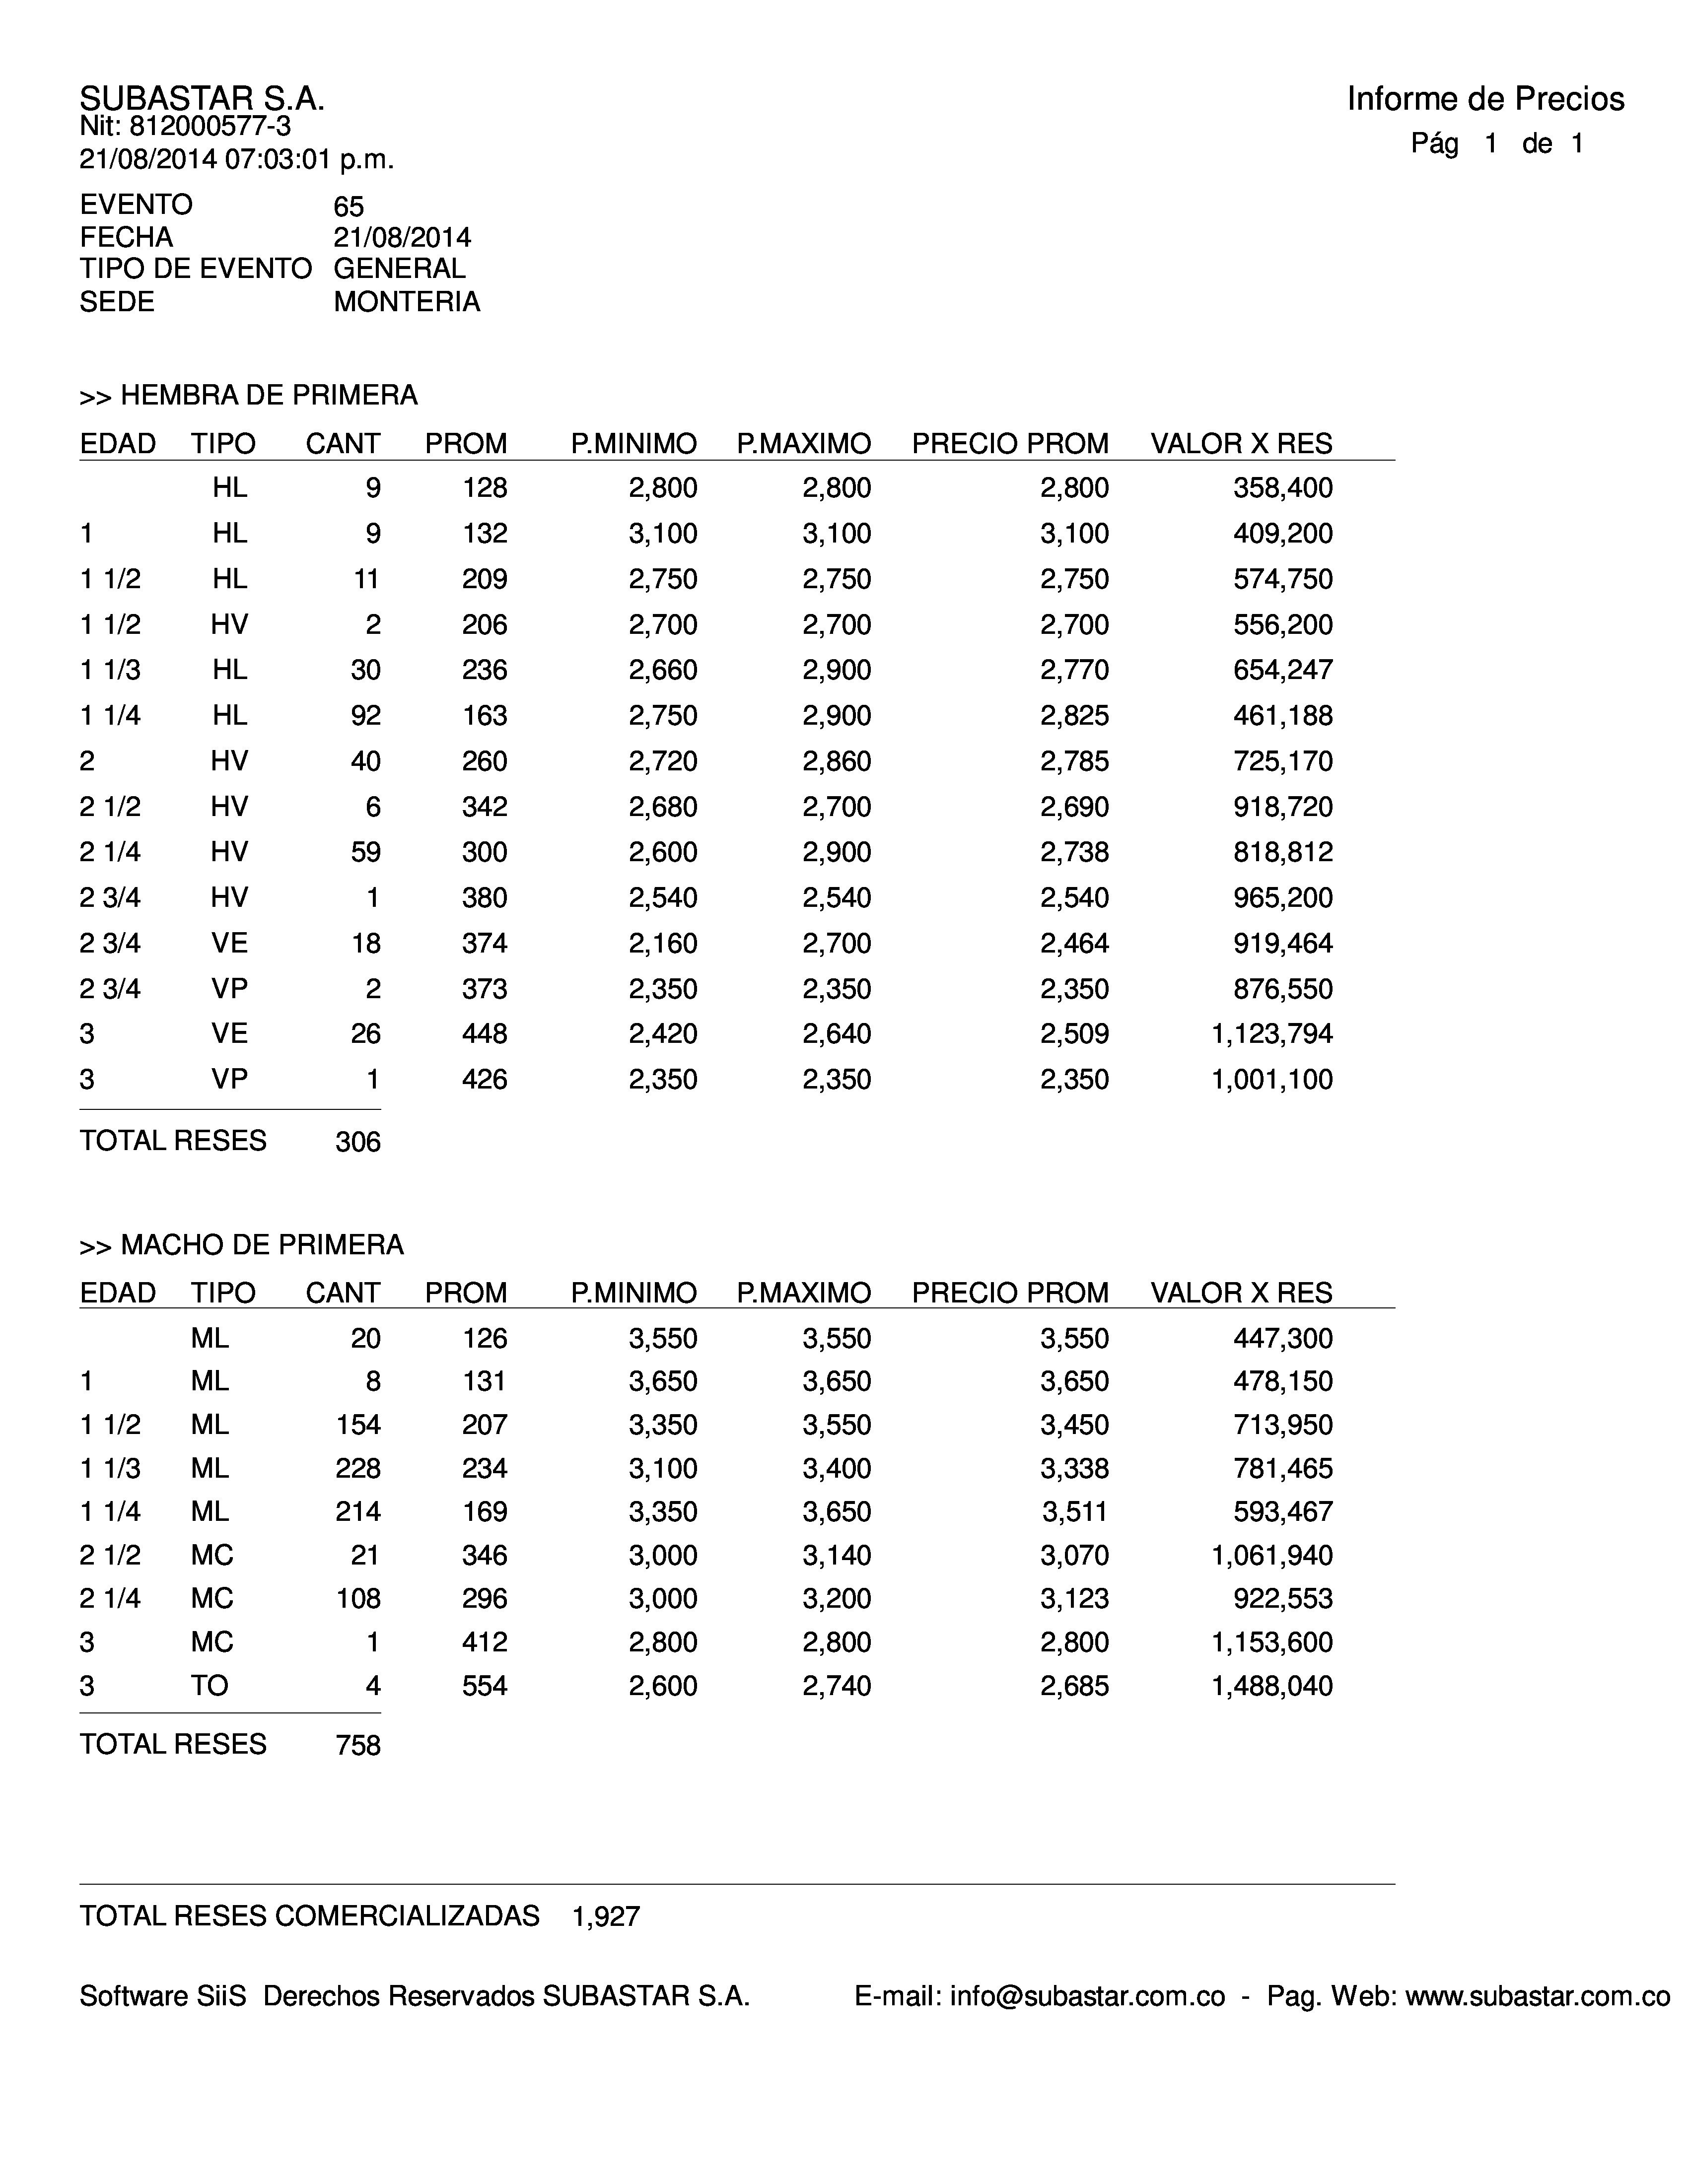 SUBASTAR S.A. Informe de Precios
Nit: 812000577-3
21/08/2014 07:03:01 p.m. Pág 1 de 1
EVENTO 65
FECHA 21/08/2014
TIPO DE EVENTO GENERAL
SEDE MONTERIA
>> HEMBRA DE PRIMERA
EDAD TIPO CANT PROM P.MINIMO P.MAXIMO PRECIO PROM VALOR X RES
HL 9 128 2,800 2,800 2,800 358,400
1 HL 9 132 3,100 3,100 3,100 409,200
1 1/2 HL 11 209 2,750 2,750 2,750 574,750
1 1/2 HV 2 206 2,700 2,700 2,700 556,200
1 1/3 HL 30 236 2,660 2,900 2,770 654,247
1 1/4 HL 92 163 2,750 2,900 2,825 461,188
2 HV 40 260 2,720 2,860 2,785 725,170
2 1/2 HV 6 342 2,680 2,700 2,690 918,720
2 1/4 HV 59 300 2,600 2,900 2,738 818,812
2 3/4 HV 1 380 2,540 2,540 2,540 965,200
2 3/4 VE 18 374 2,160 2,700 2,464 919,464
2 3/4 VP 2 373 2,350 2,350 2,350 876,550
3 VE 26 448 2,420 2,640 2,509 1,123,794
3 VP 1 426 2,350 2,350 2,350 1,001,100
TOTAL RESES 306
>> MACHO DE PRIMERA
EDAD TIPO CANT PROM P.MINIMO P.MAXIMO PRECIO PROM VALOR X RES
ML 20 126 3,550 3,550 3,550 447,300
1 ML 8 131 3,650 3,650 3,650 478,150
1 1/2 ML 154 207 3,350 3,550 3,450 713,950
1 1/3 ML 228 234 3,100 3,400 3,338 781,465
1 1/4 ML 214 169 3,350 3,650 3,511 593,467
2 1/2 MC 21 346 3,000 3,140 3,070 1,061,940
2 1/4 MC 108 296 3,000 3,200 3,123 922,553
3 MC 1 412 2,800 2,800 2,800 1,153,600
3 TO 4 554 2,600 2,740 2,685 1,488,040
TOTAL RESES 758
TOTAL RESES COMERCIALIZADAS 1,927
Software SiiS Derechos Reservados SUBASTAR S.A. E-mail: info@subastar.com.co - Pag. Web: www.subastar.com.co